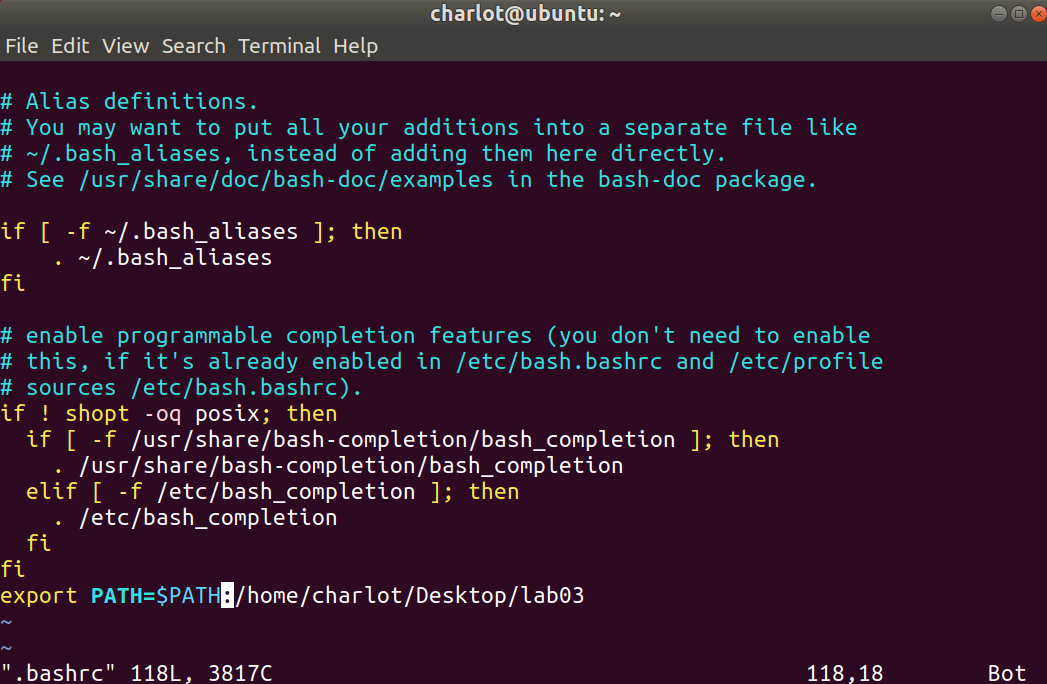 charlot@ubuntu: ~
File Edit View Search Terminal Help
# Alias definitions.
# You may want to put all your additions into a separate file like
# ~/.bash_aliases, instead of adding them here directly.
# See /usr/share/doc/bash-doc/examples in the bash-doc package.
if [ -f ~/.bash_aliases ]; then
    . ~/.bash_aliases
fi
# enable programmable completion features (you don't need to enable
# this, if it's already enabled in /etc/bash.bashrc and /etc/profile
# sources /etc/bash.bashrc).
if ! shopt -oq posix; then
  if [ -f /usr/share/bash-completion/bash_completion ]; then
    . /usr/share/bash-completion/bash_completion
  elif [ -f /etc/bash_completion ]; then
    . /etc/bash_completion
  fi
fi
export PATH=$PATH:/home/charlot/Desktop/lab03
~
~
".bashrc" 118L, 3817C 118,18 Bot